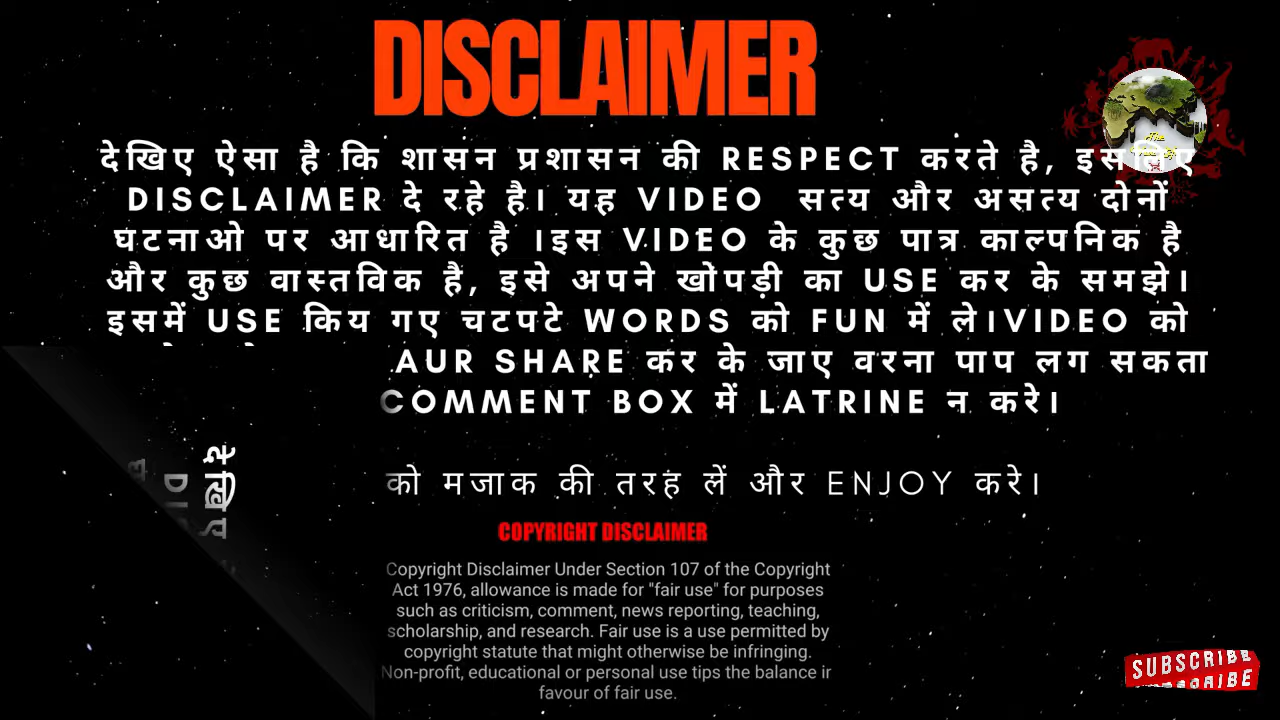 DISCLAIMER
देखिए ऐसा है कि शासन प्रशासन की RESPECT करते है, इसलिए
DISCLAIMER दे रहे है। यह VIDEO सत्य और असत्य दोनों
घटनाओ पर आधारित है ।इस VIDEO के कुछ पात्र काल्पनिक है
और कुछ वास्तविक है, इसे अपने खोंपड़ी का USE कर के समझे।
इसमें USE किय गए चटपटे WORDS को FUN में ले।VIDEO को
AUR SHARE कर के जाए वरना पाप लग सकता
COMMENT BOX में LATRINE न करे।
को मजाक की तरह लें और ENJOY करे।
COPYRIGHT DISCLAIMER
Copyright Disclaimer Under Section 107 of the Copyright
Act 1976, allowance is made for "fair use" for purposes
such as criticism, comment, news reporting, teaching,
scholarship, and research. Fair use is a use permitted by
copyright statute that might otherwise be infringing.
Non-profit, educational or personal use tips the balance in
favour of fair use.
देखिए
SUBSCRIBE
SUBSCRIBE